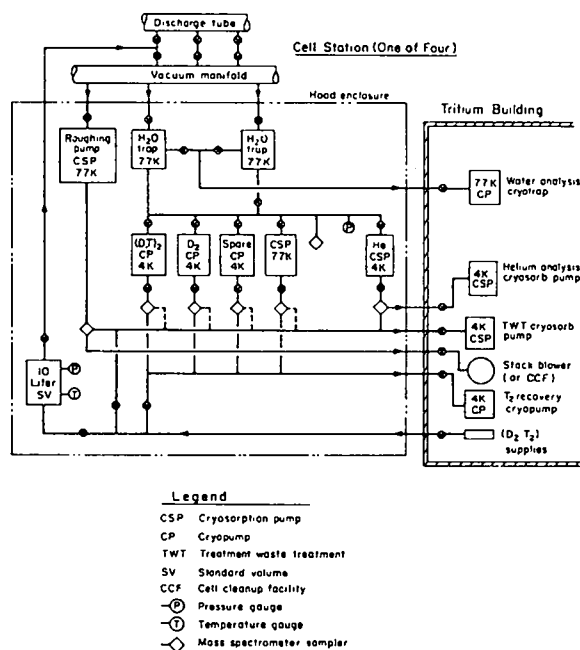 Discharge tube
Cell Station (One of Four)
Vacuum manifold
Hood enclosure
Tritium Building
Roughing
pump
CSP
77K
H₂O
trap
77K
H₂O
trap
77K
77K
CP
Water analysis
cryotrap
P
(D,T)₂
CP
4K
D₂
CP
4K
Spare
CP
4K
CSP
77K
He
CSP
4K
4K
CSP
Helium analysis
cryosorb pump
4K
CSP
TWT cryosorb
pump
10
Liter
SV
P
T
Stack blower
(or CCF)
4K
CP
T₂ recovery
cryopump
(D₂ T₂)
supplies
Legend
CSP Cryosorption pump
CP Cryopump
TWT Treatment waste treatment
SV Standard volume
CCF Cell cleanup facility
P Pressure gauge
T Temperature gauge
Mass spectrometer sampler